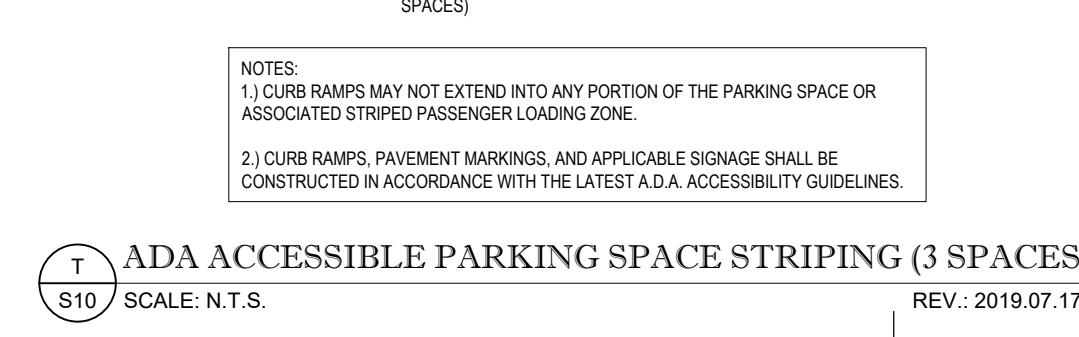 SPACES)
NOTES:
1.) CURB RAMPS MAY NOT EXTEND INTO ANY PORTION OF THE PARKING SPACE OR
ASSOCIATED STRIPED PASSENGER LOADING ZONE.
2.) CURB RAMPS, PAVEMENT MARKINGS, AND APPLICABLE SIGNAGE SHALL BE
CONSTRUCTED IN ACCORDANCE WITH THE LATEST A.D.A. ACCESSIBILITY GUIDELINES.
T
ADA ACCESSIBLE PARKING SPACE STRIPING (3 SPACES
S10
SCALE: N.T.S.
REV.: 2019.07.17